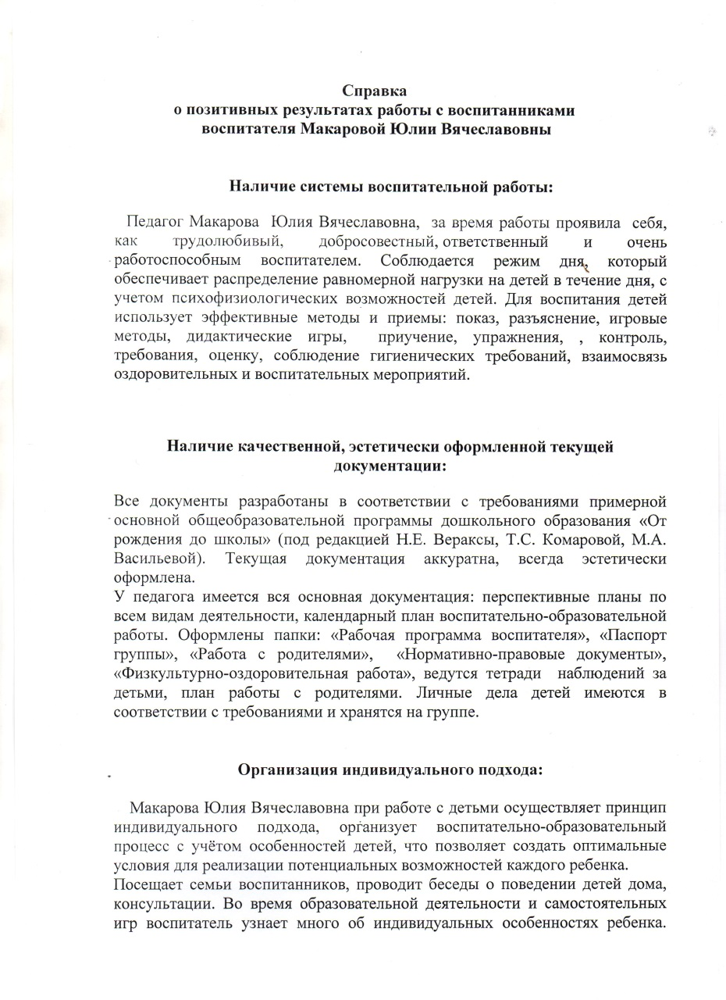 Справка
о позитивных результатах работы с воспитанниками
воспитателя Макаровой Юлии Вячеславовны
Наличие системы воспитательной работы:
Педагог Макарова Юлия Вячеславовна, за время работы проявила себя,
как трудолюбивый, добросовестный, ответственный и очень
работоспособным воспитателем. Соблюдается режим дня, который
обеспечивает распределение равномерной нагрузки на детей в течение дня, с
учетом психофизиологических возможностей детей. Для воспитания детей
использует эффективные методы и приемы: показ, разъяснение, игровые
методы, дидактические игры, приучение, упражнения, , контроль,
требования, оценку, соблюдение гигиенических требований, взаимосвязь
оздоровительных и воспитательных мероприятий.
Наличие качественной, эстетически оформленной текущей
документации:
Все документы разработаны в соответствии с требованиями примерной
основной общеобразовательной программы дошкольного образования «От
рождения до школы» (под редакцией Н.Е. Вераксы, Т.С. Комаровой, М.А.
Васильевой). Текущая документация аккуратна, всегда эстетически
оформлена.
У педагога имеется вся основная документация: перспективные планы по
всем видам деятельности, календарный план воспитательно-образовательной
работы. Оформлены папки: «Рабочая программа воспитателя», «Паспорт
группы», «Работа с родителями», «Нормативно-правовые документы»,
«Физкультурно-оздоровительная работа», ведутся тетради наблюдений за
детьми, план работы с родителями. Личные дела детей имеются в
соответствии с требованиями и хранятся на группе.
Организация индивидуального подхода:
Макарова Юлия Вячеславовна при работе с детьми осуществляет принцип
индивидуального подхода, организует воспитательно-образовательный
процесс с учётом особенностей детей, что позволяет создать оптимальные
условия для реализации потенциальных возможностей каждого ребенка.
Посещает семьи воспитанников, проводит беседы о поведении детей дома,
консультации. Во время образовательной деятельности и самостоятельных
игр воспитатель узнает много об индивидуальных особенностях ребенка.